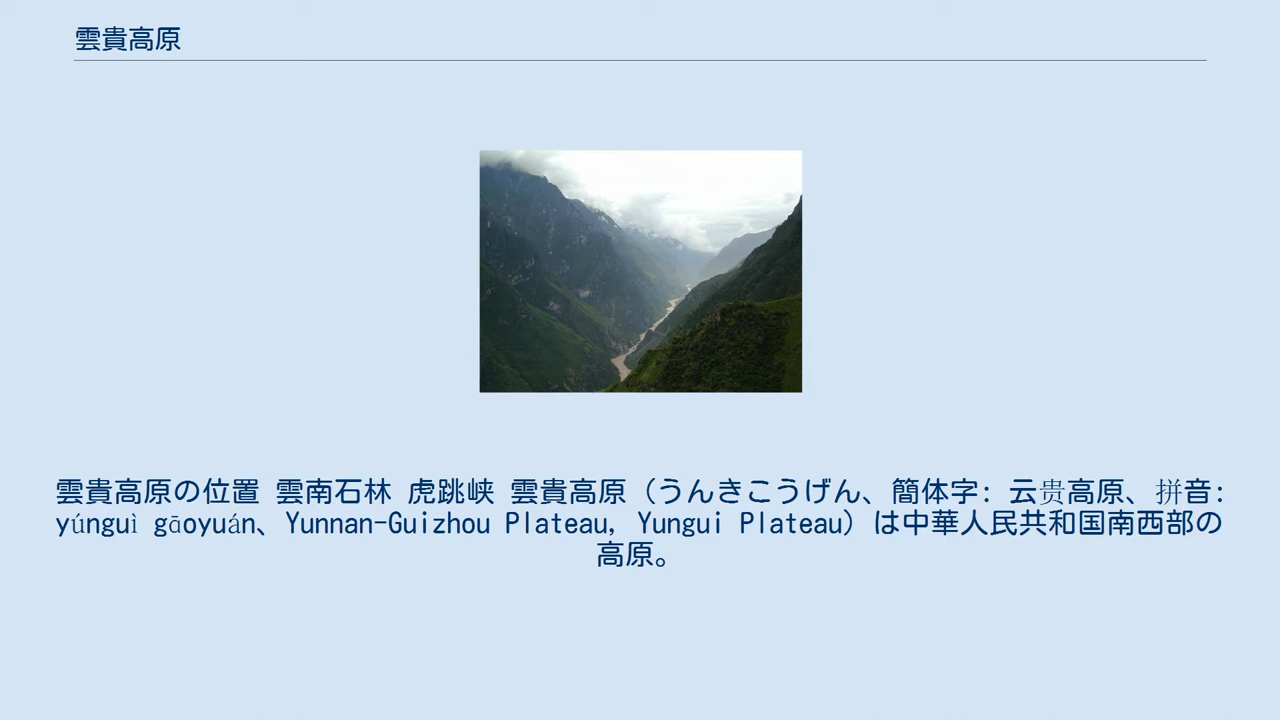 雲貴高原
雲貴高原の位置 雲南石林 虎跳峡 雲貴高原（うんきこうげん、簡体字: 云贵高原、拼音:
yúnguì gāoyuán、Yunnan-Guizhou Plateau, Yungui Plateau）は中華人民共和国南西部の
高原。